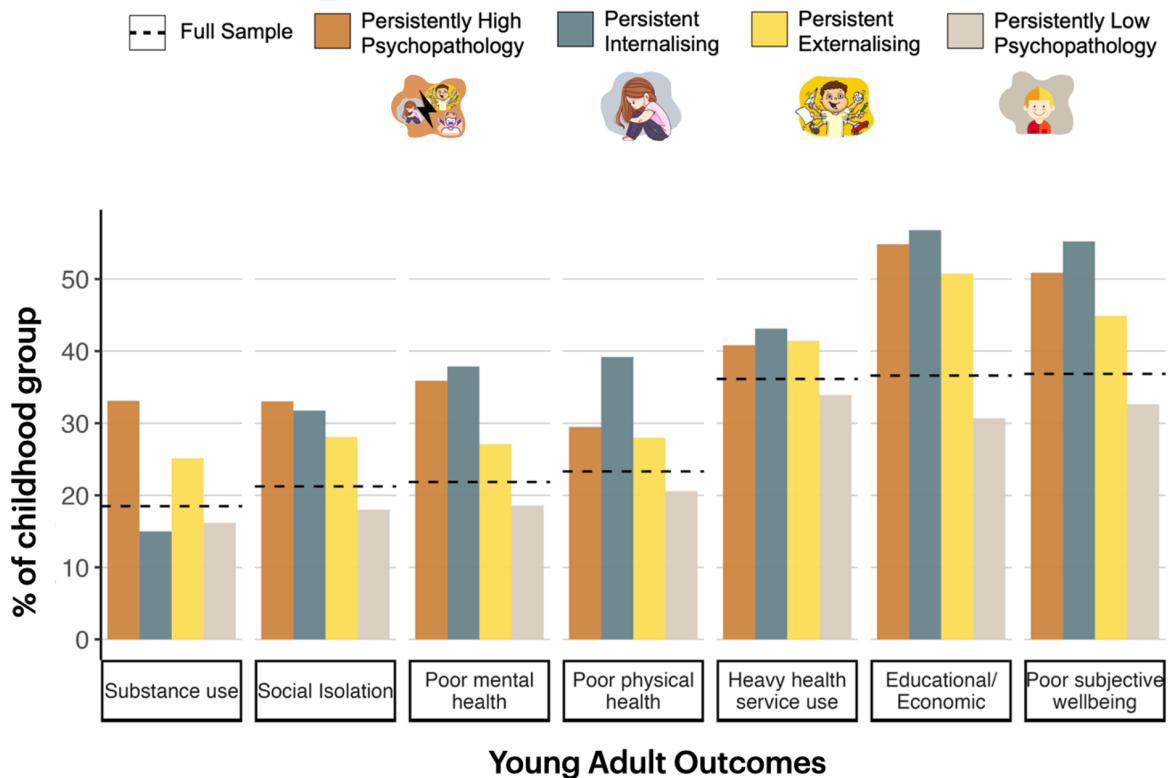 Full Sample
Persistently High
Psychopathology
Persistent
Internalising
Persistent
Externalising
Persistently Low
Psychopathology
% of childhood group
50
40
30
20
10
0
Substance use
Social Isolation
Poor mental
health
Poor physical
health
Heavy health
service use
Educational/
Economic
Poor subjective
wellbeing
Young Adult Outcomes